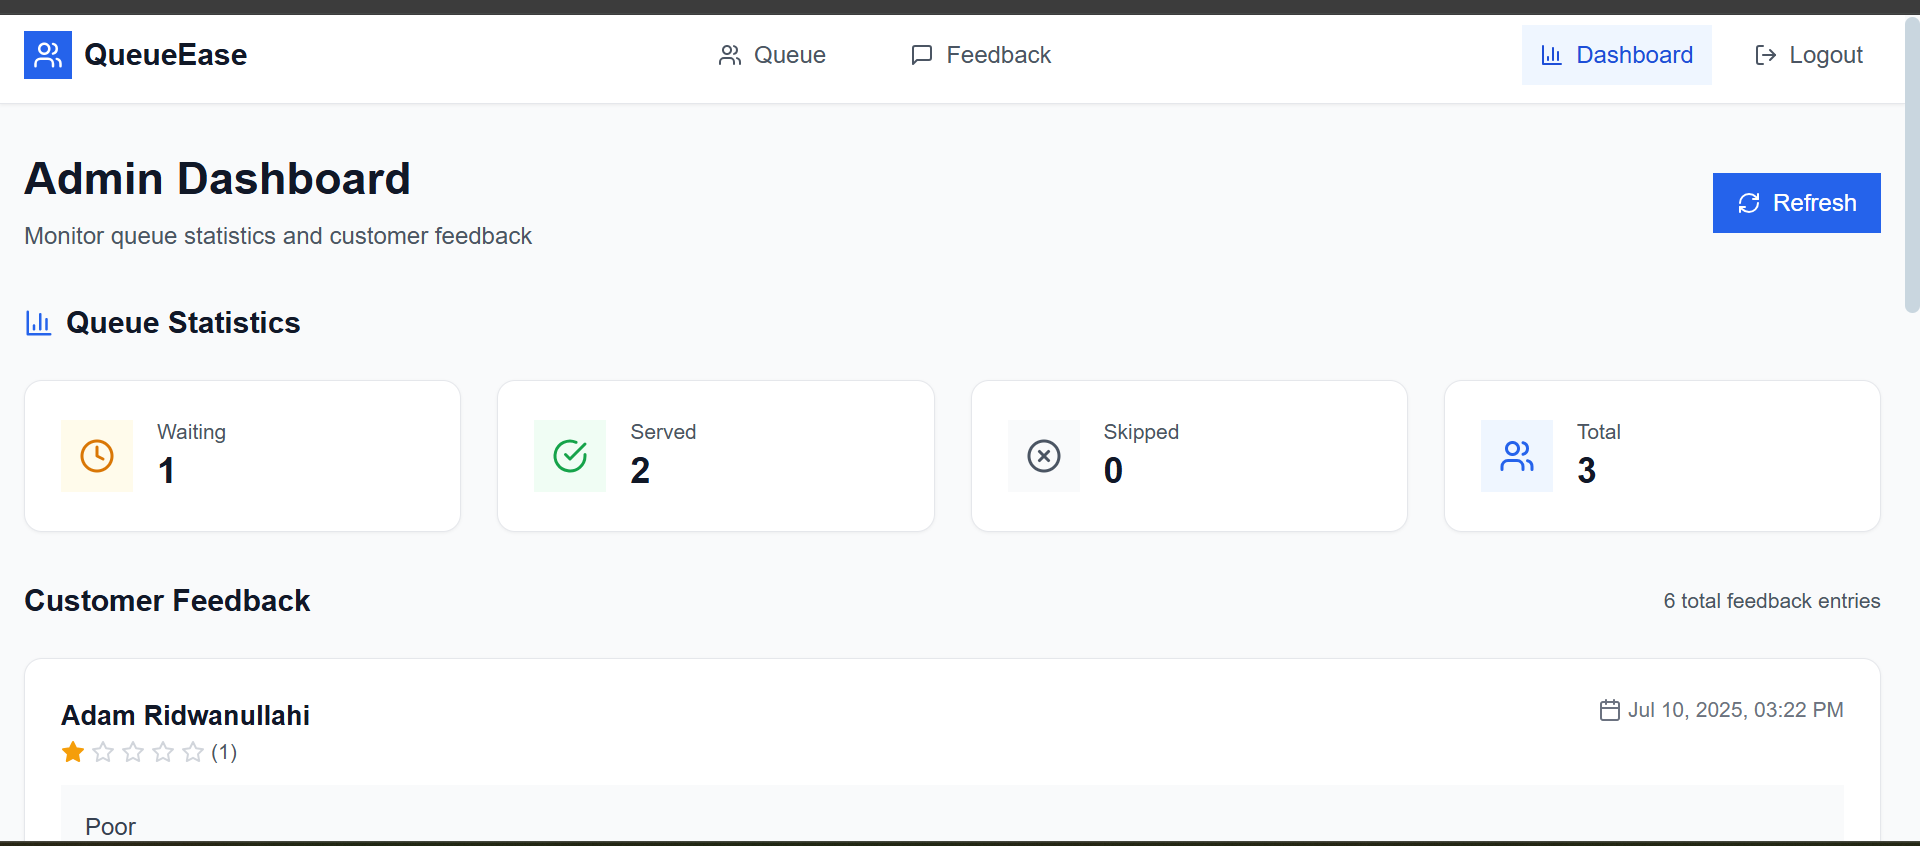 QueueEase
Queue
Feedback
Dashboard
Logout
Admin Dashboard
Refresh
Monitor queue statistics and customer feedback
Queue Statistics
Waiting
1
Served
2
Skipped
0
Total
3
Customer Feedback
6 total feedback entries
Adam Ridwanullahi
Jul 10, 2025, 03:22 PM
(1)
Poor